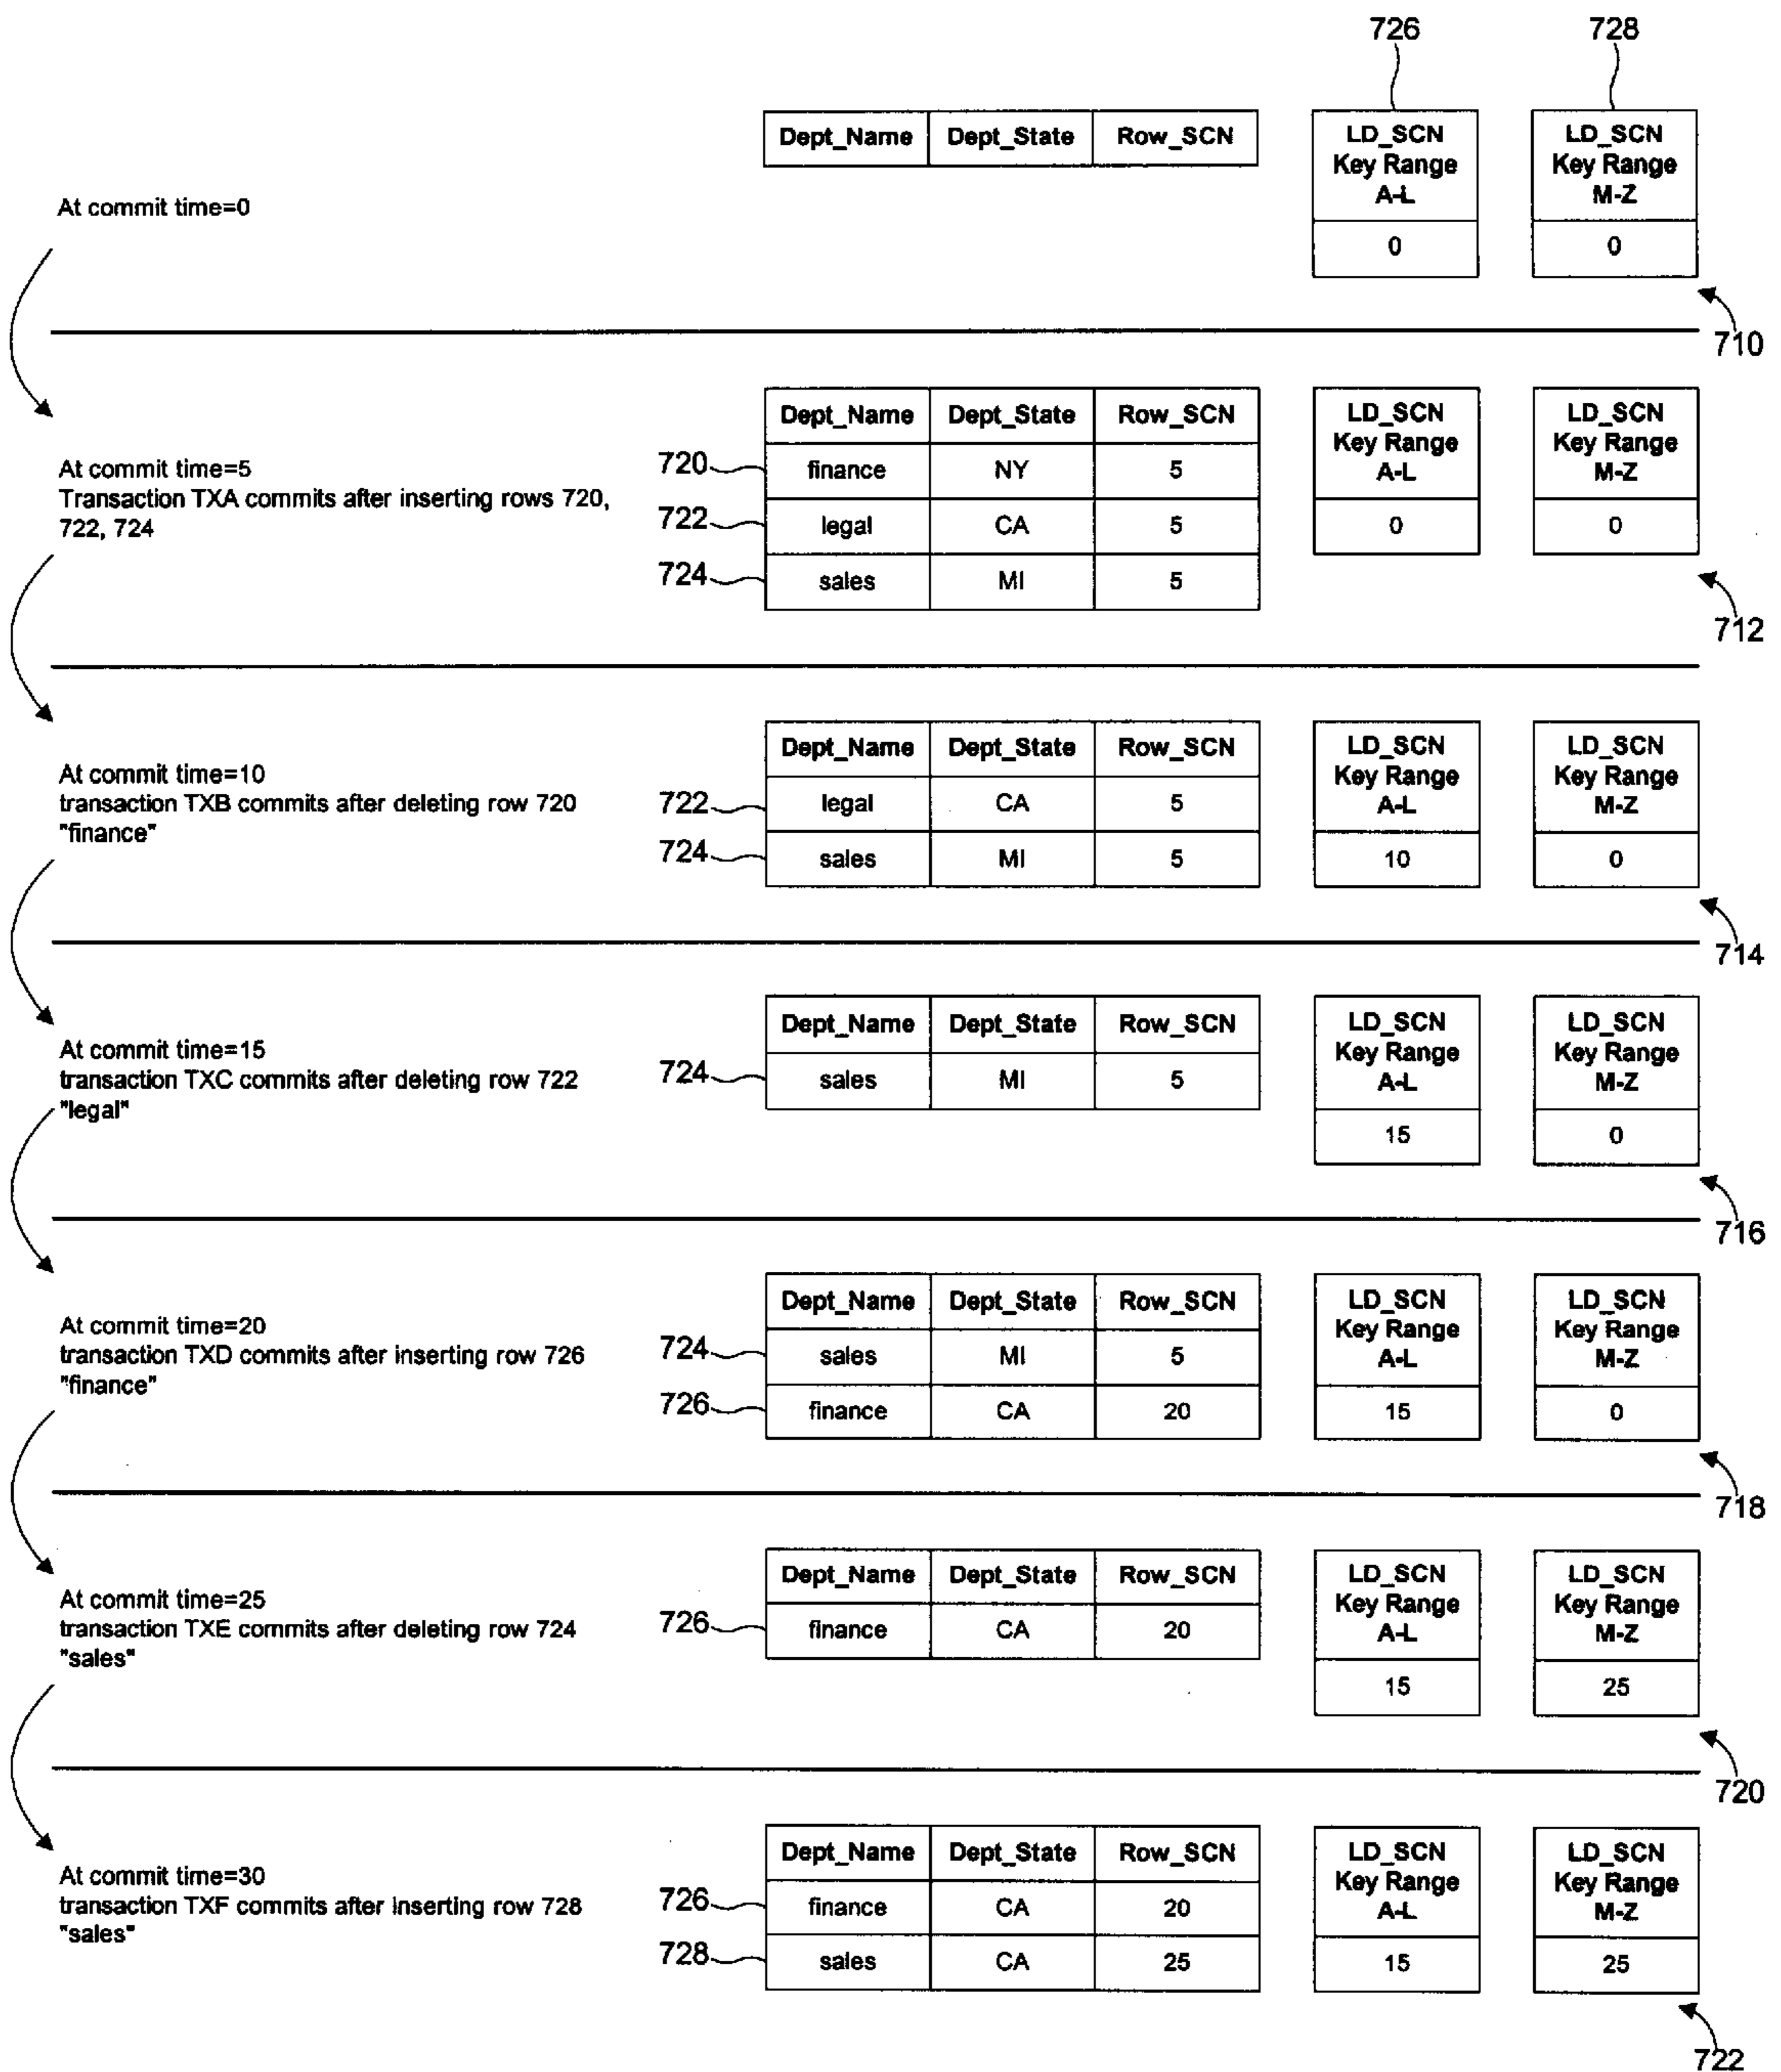 726 728
Dept_Name Dept_State Row_SCN
LD_SCN
Key Range
A-L
0
LD_SCN
Key Range
M-Z
0
At commit time=0
710
At commit time=5
Transaction TXA commits after inserting rows 720,
722, 724
Dept_Name Dept_State Row_SCN
720 finance NY 5
722 legal CA 5
724 sales MI 5
LD_SCN
Key Range
A-L
0
LD_SCN
Key Range
M-Z
0
712
At commit time=10
transaction TXB commits after deleting row 720
"finance"
Dept_Name Dept_State Row_SCN
722 legal CA 5
724 sales MI 5
LD_SCN
Key Range
A-L
10
LD_SCN
Key Range
M-Z
0
714
At commit time=15
transaction TXC commits after deleting row 722
"legal"
Dept_Name Dept_State Row_SCN
724 sales MI 5
LD_SCN
Key Range
A-L
15
LD_SCN
Key Range
M-Z
0
716
At commit time=20
transaction TXD commits after inserting row 726
"finance"
Dept_Name Dept_State Row_SCN
724 sales MI 5
726 finance CA 20
LD_SCN
Key Range
A-L
15
LD_SCN
Key Range
M-Z
0
718
At commit time=25
transaction TXE commits after deleting row 724
"sales"
Dept_Name Dept_State Row_SCN
726 finance CA 20
LD_SCN
Key Range
A-L
15
LD_SCN
Key Range
M-Z
25
720
At commit time=30
transaction TXF commits after inserting row 728
"sales"
Dept_Name Dept_State Row_SCN
726 finance CA 20
728 sales CA 25
LD_SCN
Key Range
A-L
15
LD_SCN
Key Range
M-Z
25
722